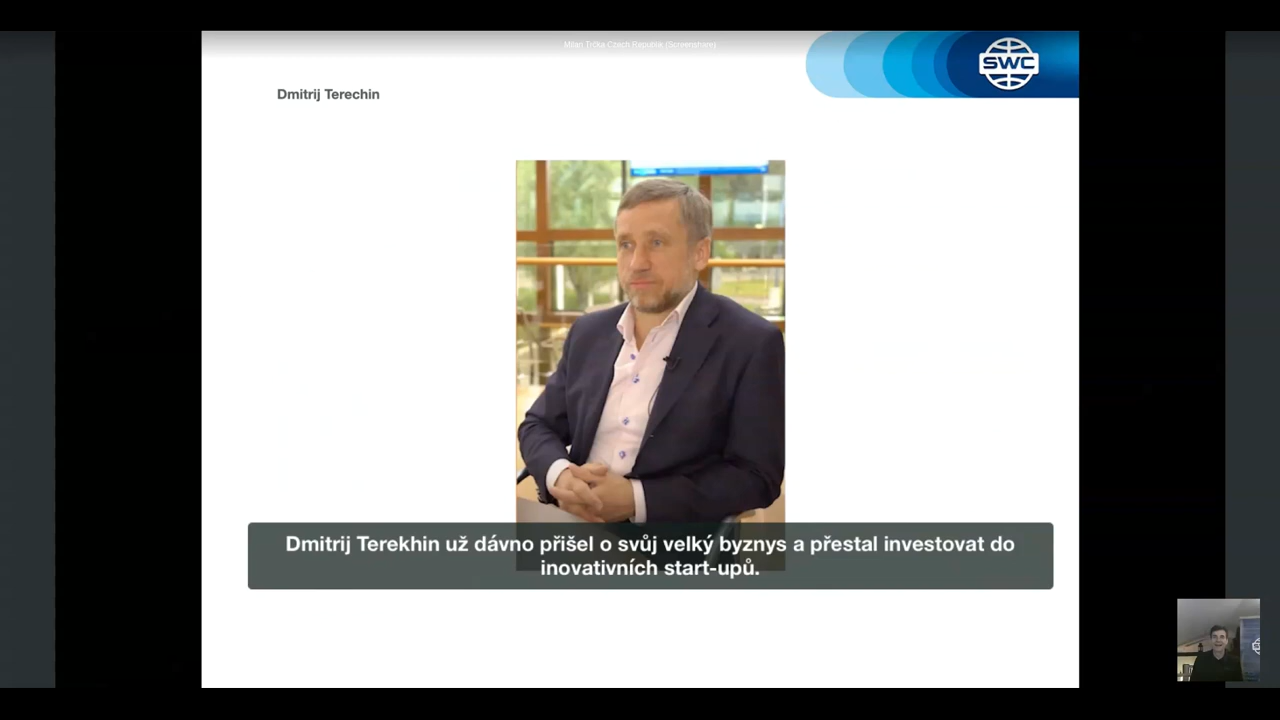 Milan Trčka Czech Republic (Screenshare)
SWC
Dmitrij Terechin
Dmitrij Terekhin už dávno přišel o svůj velký byznys a přestal investovat do
inovativních start-upů.